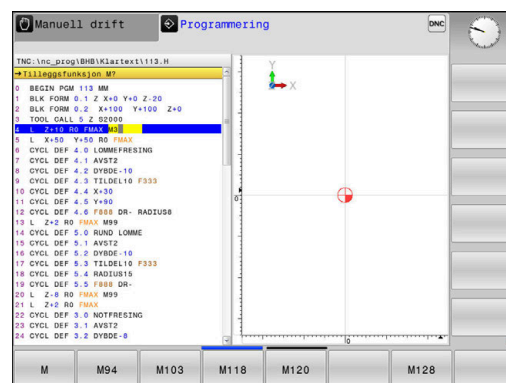 Manuell drift
Programmering
DNC
TNC:\nc_prog\BHB\Klartext\113.H
→Tilleggsfunksjon M?
0 BEGIN PGM 113 MM
1 BLK FORM 0.1 Z X+0 Y+0 Z-20
2 BLK FORM 0.2 X+100 Y+100 Z+0
3 TOOL CALL 5 Z S2000
4 L Z+10 R0 FMAX M3
5 L X+50 Y+50 R0 FMAX
6 CYCL DEF 4.0 LOMMEFRESING
7 CYCL DEF 4.1 AVST2
8 CYCL DEF 4.2 DYBDE-10
9 CYCL DEF 4.3 TILDEL10 F333
10 CYCL DEF 4.4 X+30
11 CYCL DEF 4.5 Y+90
12 CYCL DEF 4.6 F888 DR- RADIUS8
13 L Z+2 R0 FMAX M99
14 CYCL DEF 5.0 RUND LOMME
15 CYCL DEF 5.1 AVST2
16 CYCL DEF 5.2 DYBDE-10
17 CYCL DEF 5.3 TILDEL10 F333
18 CYCL DEF 5.4 RADIUS15
19 CYCL DEF 5.5 F888 DR-
20 L Z-8 R0 FMAX M99
21 L Z+2 R0 FMAX
22 CYCL DEF 3.0 NOTFRESING
23 CYCL DEF 3.1 AVST2
24 CYCL DEF 3.2 DYBDE-8
Y
X
0
0
M M94 M103 M118 M120 M128